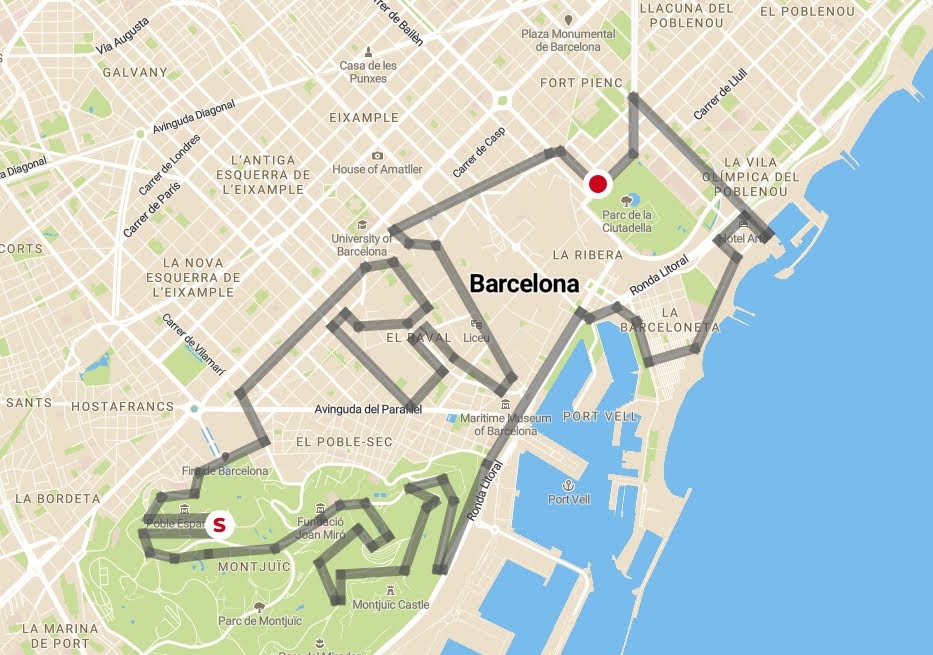 LLACUNA DEL
POBLENOU
EL POBLENOU
Via Augusta
Carrer de Bailèn
Plaza Monumental
de Barcelona
Casa de les
Punxes
GALVANY
FORT PIENC
Carrer de Llull
Avinguda Diagonal
EIXAMPLE
Carrer de Londres
Carrer de Casp
Diagonal
L'ANTIGA
ESQUERRA DE
L'EIXAMPLE
House of Amatller
LA VILA
OLÍMPICA DEL
POBLENOU
Carrer de París
Parc de la
Ciutadella
University of
Barcelona
Hotel Arts
CORTS
LA RIBERA
LA NOVA
ESQUERRA DE
L'EIXAMPLE
Ronda Litoral
Barcelona
LA
BARCELONETA
Carrer de Vilamarí
EL RAVAL
Liceu
SANTS
HOSTAFRANCS
Avinguda del Paral·lel
Maritime Museum
of Barcelona
PORT VELL
EL POBLE-SEC
Fira de Barcelona
Ronda Litoral
LA BORDETA
Port Vell
Poble Espanyol
S
Fundació
Joan Miró
MONTJUÏC
Montjuïc Castle
Parc de Montjuïc
LA MARINA
DE PORT
Parc del Mirador